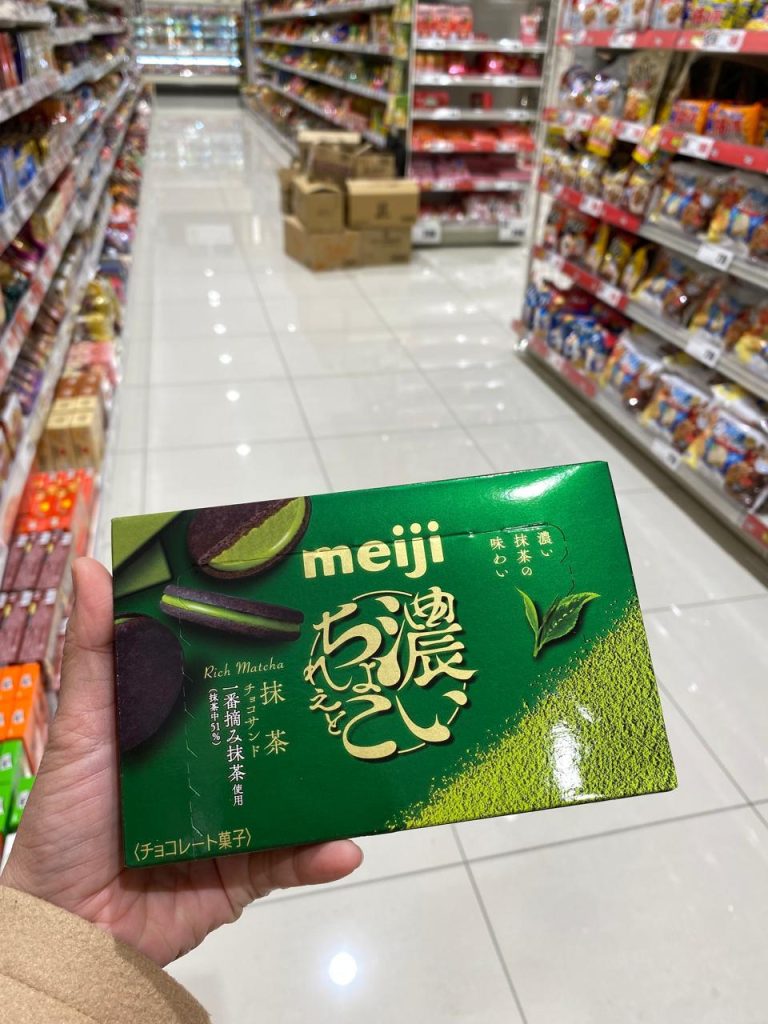 meiji
濃い
抹茶の
味わい
濃い
ちょこ
れえと
Rich Matcha
抹茶
チョコサンド
一番摘み抹茶使用
(抹茶中51%)
〈チョコレート菓子〉